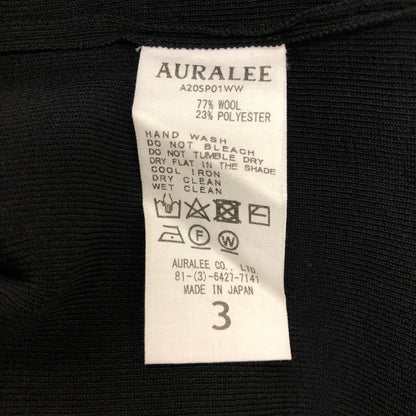 AURALEE
A20SP01WW
77% WOOL
23% POLYESTER
HAND WASH
DO NOT BLEACH
DO NOT TUMBLE DRY
DRY FLAT IN THE SHADE
COOL IRON
DRY CLEAN
WET CLEAN
F W
AURALEE CO., LTD
81-(3)-6427-7141
MADE IN JAPAN
3